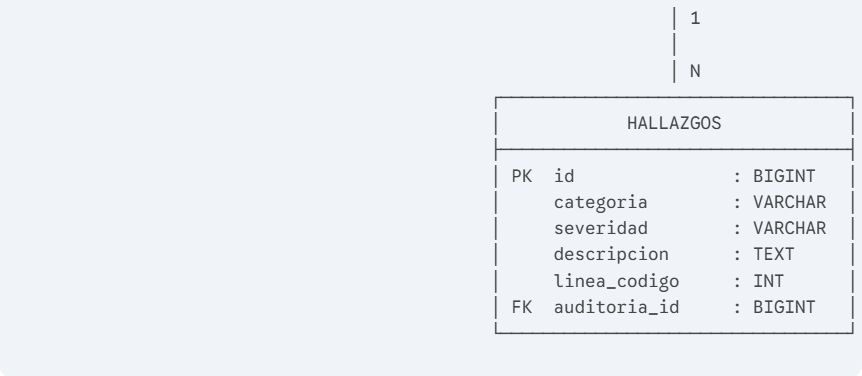 1
N
HALLAZGOS
PK id : BIGINT
categoria : VARCHAR
severidad : VARCHAR
descripcion : TEXT
linea_codigo : INT
FK auditoria_id : BIGINT